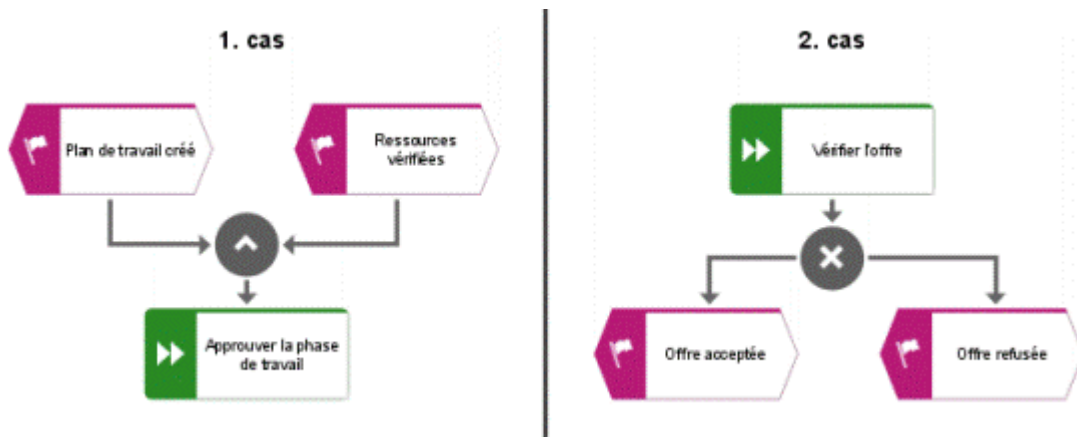 1. cas
Plan de travail créé
Ressources
vérifiées
Approuver la phase
de travail
2. cas
Vérifier l'offre
Offre acceptée
Offre refusée